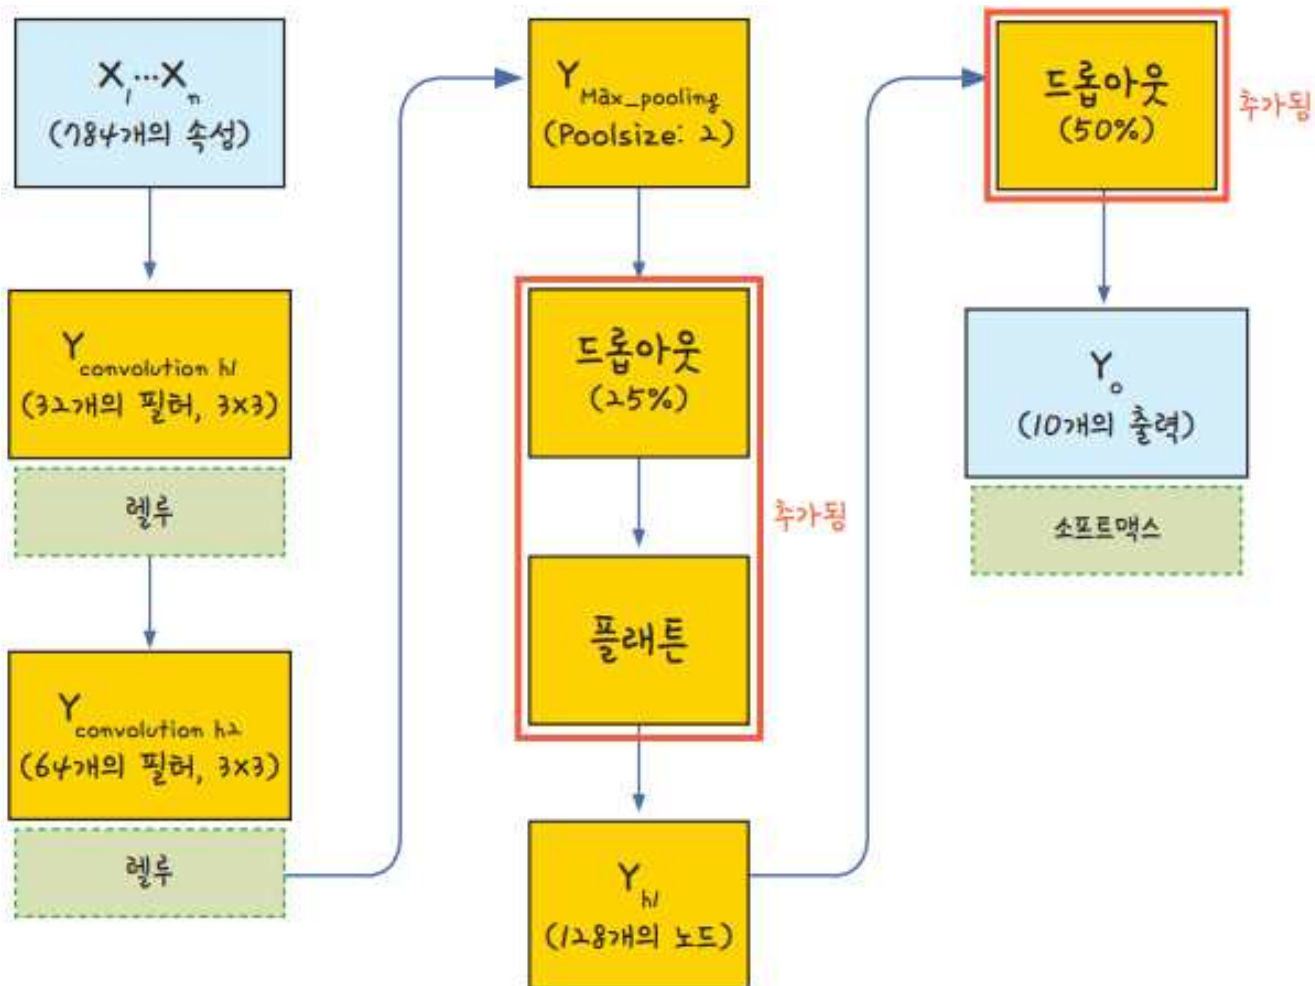 X₁···Xₙ
(784개의 속성)
Y convolution h1
(32개의 필터, 3X3)
렐루
Y convolution h2
(64개의 필터, 3X3)
렐루
Y Max_pooling
(Poolsize: 2)
드롭아웃
(25%)
플래튼
추가됨
Y h1
(128개의 노드)
드롭아웃
(50%)
추가됨
Y o
(10개의 출력)
소프트맥스